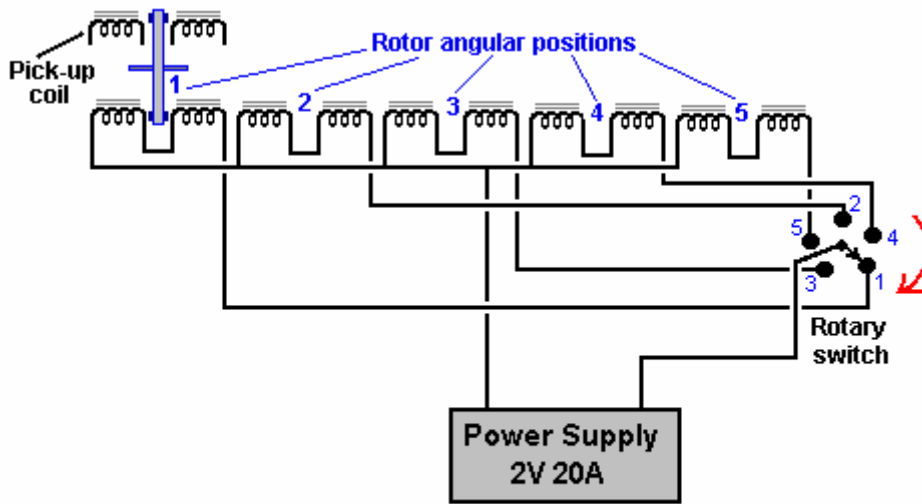 Rotor angular positions
Pick-up
coil
1
2
3
4
5
2
5
4
3
1
Rotary
switch
Power Supply
2V 20A